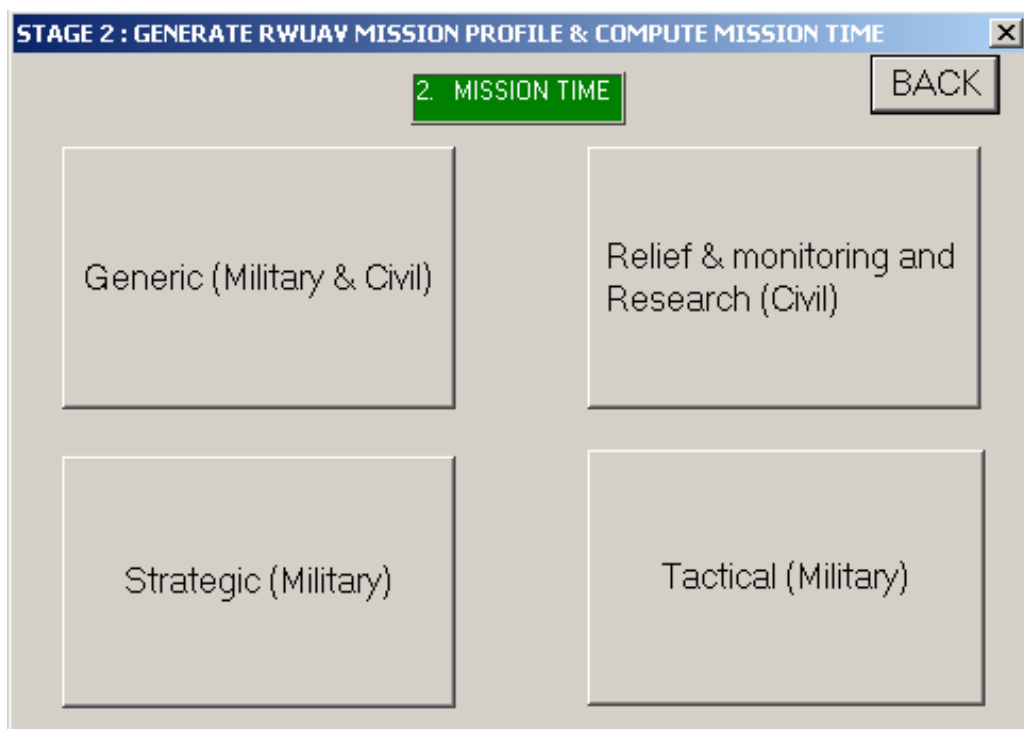 STAGE 2 : GENERATE RWUAV MISSION PROFILE & COMPUTE MISSION TIME
2. MISSION TIME
BACK
Generic (Military & Civil)
Relief & monitoring and
Research (Civil)
Strategic (Military)
Tactical (Military)